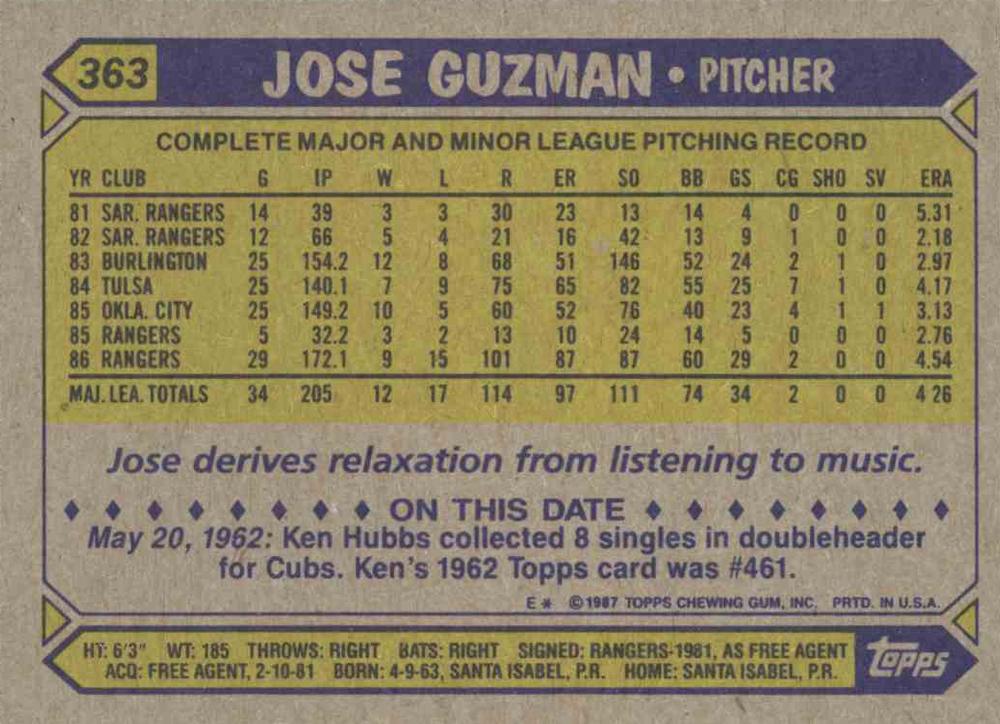 363 JOSE GUZMAN • PITCHER
COMPLETE MAJOR AND MINOR LEAGUE PITCHING RECORD
YR CLUB G IP W L R ER SO BB GS CG SHO SV ERA
81 SAR. RANGERS 14 39 3 3 30 23 13 14 4 0 0 0 5.31
82 SAR. RANGERS 12 66 5 4 21 16 42 13 9 1 0 0 2.18
83 BURLINGTON 25 154.2 12 8 68 51 146 52 24 2 1 0 2.97
84 TULSA 25 140.1 7 9 75 65 82 55 25 7 1 0 4.17
85 OKLA. CITY 25 149.2 10 5 60 52 76 40 23 4 1 1 3.13
85 RANGERS 5 32.2 3 2 13 10 24 14 5 0 0 0 2.76
86 RANGERS 29 172.1 9 15 101 87 87 60 29 2 0 0 4.54
MAJ. LEA. TOTALS 34 205 12 17 114 97 111 74 34 2 0 0 4 26
Jose derives relaxation from listening to music.
ON THIS DATE
May 20, 1962: Ken Hubbs collected 8 singles in doubleheader
for Cubs. Ken's 1962 Topps card was #461.
E* ©1987 TOPPS CHEWING GUM, INC. PRTD. IN U.S.A.
HT: 6'3" WT: 185 THROWS: RIGHT BATS: RIGHT SIGNED: RANGERS-1981, AS FREE AGENT
ACQ: FREE AGENT, 2-10-81 BORN: 4-9-63, SANTA ISABEL, P.R. HOME: SANTA ISABEL, P.R.
topps